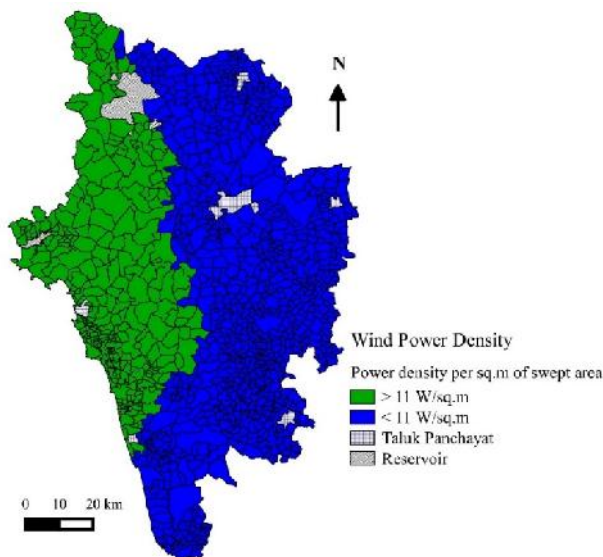 N
Wind Power Density
Power density per sq.m of swept area
> 11 W/sq.m
< 11 W/sq.m
Taluk Panchayat
Reservoir
0 10 20 km